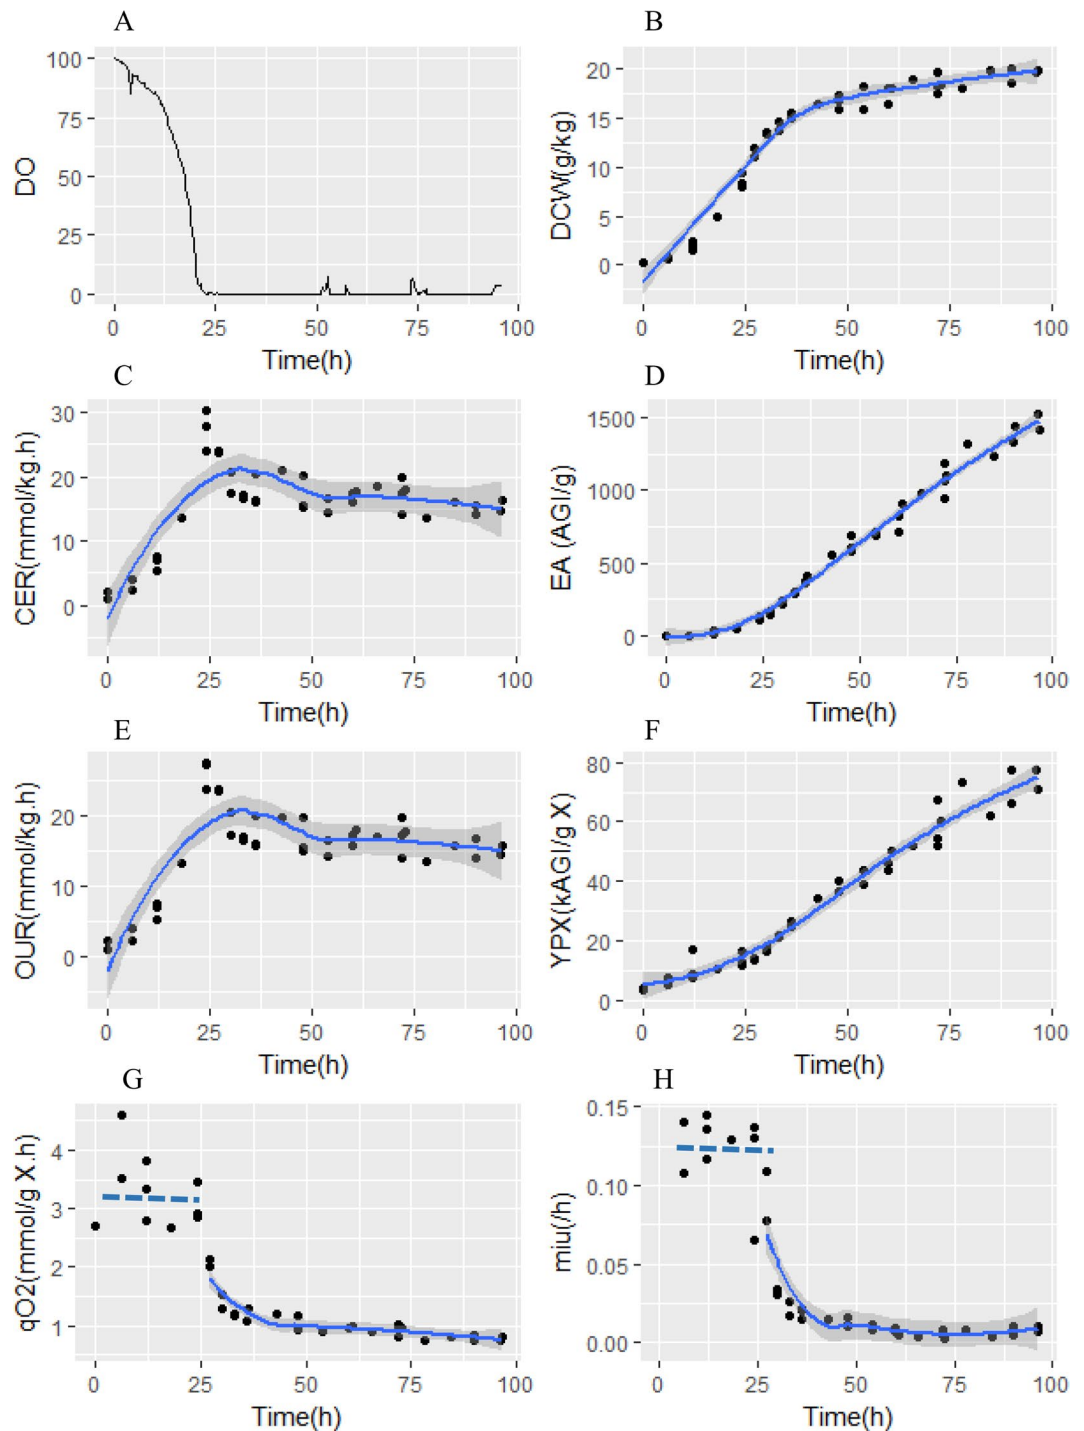 A
100
75
50
25
0
DO
0 25 50 75 100
Time(h)
B
20
15
10
5
0
DCW(g/kg)
0 25 50 75 100
Time(h)
C
30
20
10
0
CER(mmol/kg.h)
0 25 50 75 100
Time(h)
D
1500
1000
500
0
EA (AGI/g)
0 25 50 75 100
Time(h)
E
20
10
0
OUR(mmol/kg.h)
0 25 50 75 100
Time(h)
F
80
60
40
20
0
YPX(kAGI/g X)
0 25 50 75 100
Time(h)
G
4
3
2
1
qO2(mmol/g X.h)
0 25 50 75 100
Time(h)
H
0.15
0.10
0.05
0.00
miu(/h)
0 25 50 75 100
Time(h)